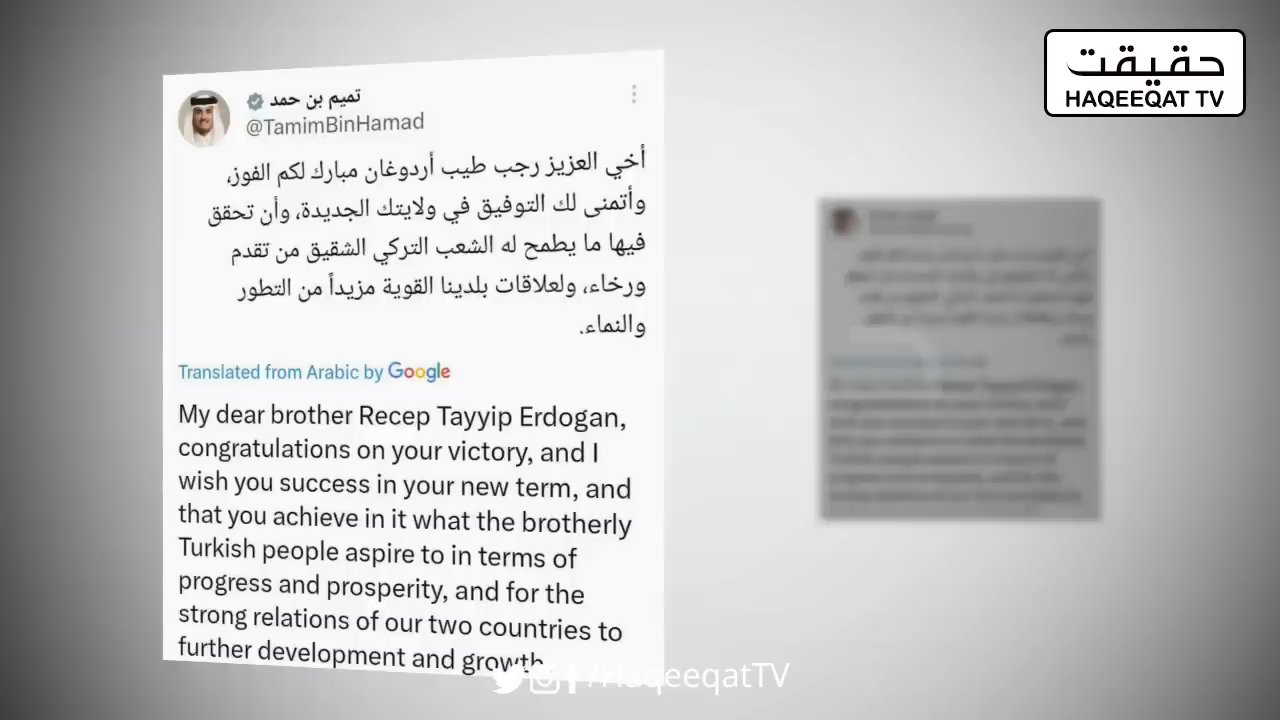 حقيقت
HAQEEQAT TV
تميم بن حمد
@TamimBinHamad
أخي العزيز رجب طيب أردوغان مبارك لكم الفوز،
وأتمنى لك التوفيق في ولايتك الجديدة، وأن تحقق
فيها ما يطمح له الشعب التركي الشقيق من تقدم
ورخاء، ولعلاقات بلدينا القوية مزيداً من التطور
والنماء.
Translated from Arabic by Google
My dear brother Recep Tayyip Erdogan,
congratulations on your victory, and I
wish you success in your new term, and
that you achieve in it what the brotherly
Turkish people aspire to in terms of
progress and prosperity, and for the
strong relations of our two countries to
further development and growth
/HaqeeqatTV